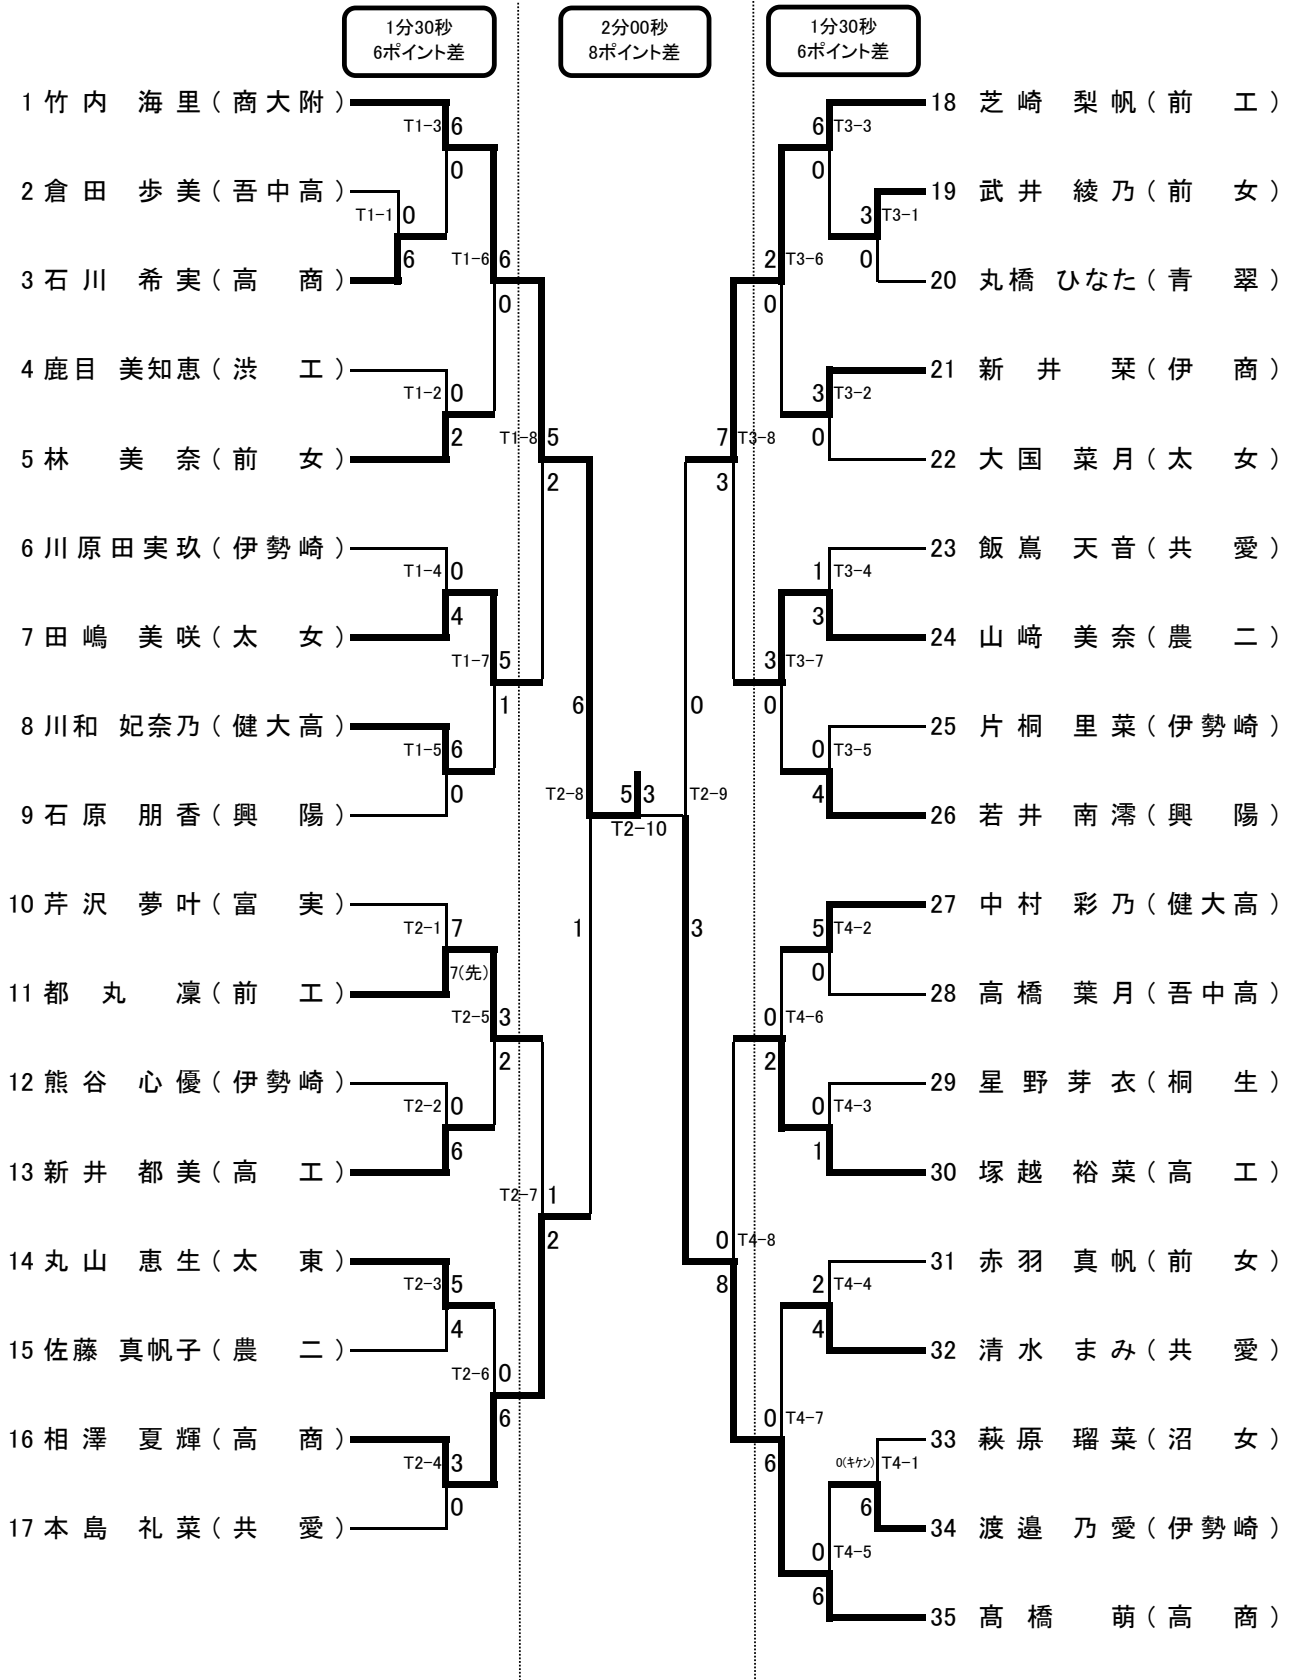 1分30秒
6ポイント差
2分00秒
8ポイント差
1分30秒
6ポイント差
1 竹内 海里(商大附)
T1-3 6
0
2 倉田 歩美(吾中高)
T1-1 0
6
T1-6 6
3 石川 希実(高 商)
0
4 鹿目 美知恵(渋 工)
T1-2 0
2
T1-8 5
5 林 美奈(前 女)
2
6 川原田実玖(伊勢崎)
T1-4 0
4
7 田嶋 美咲(太 女)
T1-7 5
1
8 川和 妃奈乃(健大高)
T1-5 6
0
9 石原 朋香(興 陽)
6
T2-8
5 3
T2-10
0
T2-9
1
3
10 芹沢 夢叶(富 実)
T2-1 7
7(先)
11 都丸 凜(前 工)
T2-5 3
2
12 熊谷 心優(伊勢崎)
T2-2 0
6
13 新井 都美(高 工)
T2-7 1
2
14 丸山 恵生(太 東)
T2-3 5
4
15 佐藤 真帆子(農 二)
T2-6 0
6
16 相澤 夏輝(高 商)
T2-4 3
0
17 本島 礼菜(共 愛)
18 芝崎 梨帆(前 工)
6 T3-3
0
19 武井 綾乃(前 女)
3 T3-1
0
2 T3-6
20 丸橋 ひなた(青 翠)
0
21 新井 栞(伊 商)
3 T3-2
0
7 T3-8
22 大国 菜月(太 女)
3
23 飯嶌 天音(共 愛)
1 T3-4
3
24 山﨑 美奈(農 二)
3 T3-7
0
25 片桐 里菜(伊勢崎)
0 T3-5
4
26 若井 南澪(興 陽)
27 中村 彩乃(健大高)
5 T4-2
0
28 高橋 葉月(吾中高)
0 T4-6
2
29 星野芽衣(桐 生)
0 T4-3
1
30 塚越 裕菜(高 工)
0 T4-8
8
31 赤羽 真帆(前 女)
2 T4-4
4
32 清水 まみ(共 愛)
0 T4-7
6
33 萩原 瑠菜(沼 女)
0(キケン) T4-1
6
34 渡邉 乃愛(伊勢崎)
0 T4-5
6
35 髙橋 萌(高 商)